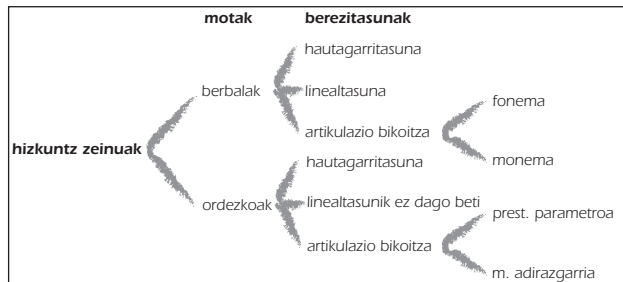 motak berezitasunak
hautagarritasuna
berbalak linealtasuna
fonema
artikulazio bikoitza
hizkuntz zeinuak
monema
hautagarritasuna
ordezkoak linealtasunik ez dago beti
prest. parametroa
artikulazio bikoitza
m. adirazgarria